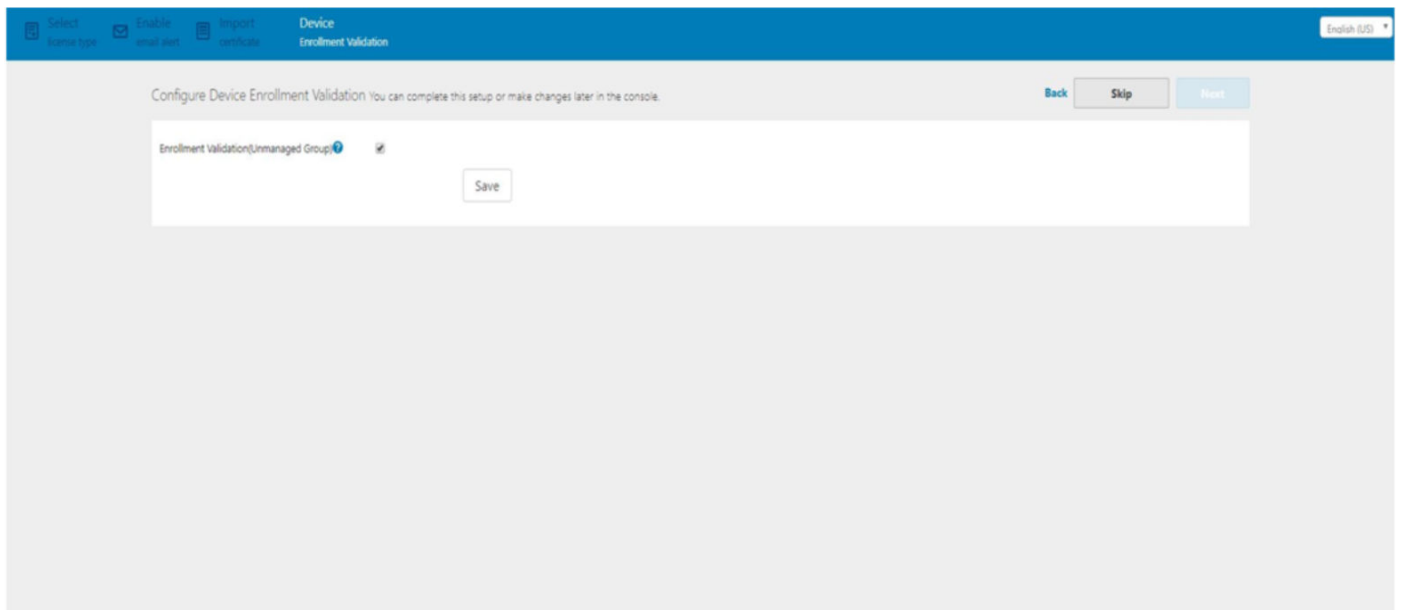 Select
license type
Enable
email alert
Import
certificate
Device
Enrollment Validation
English (US)
Configure Device Enrollment Validation You can complete this setup or make changes later in the console.
Back
Skip
Next
Enrollment Validation(Unmanaged Group)?
Save